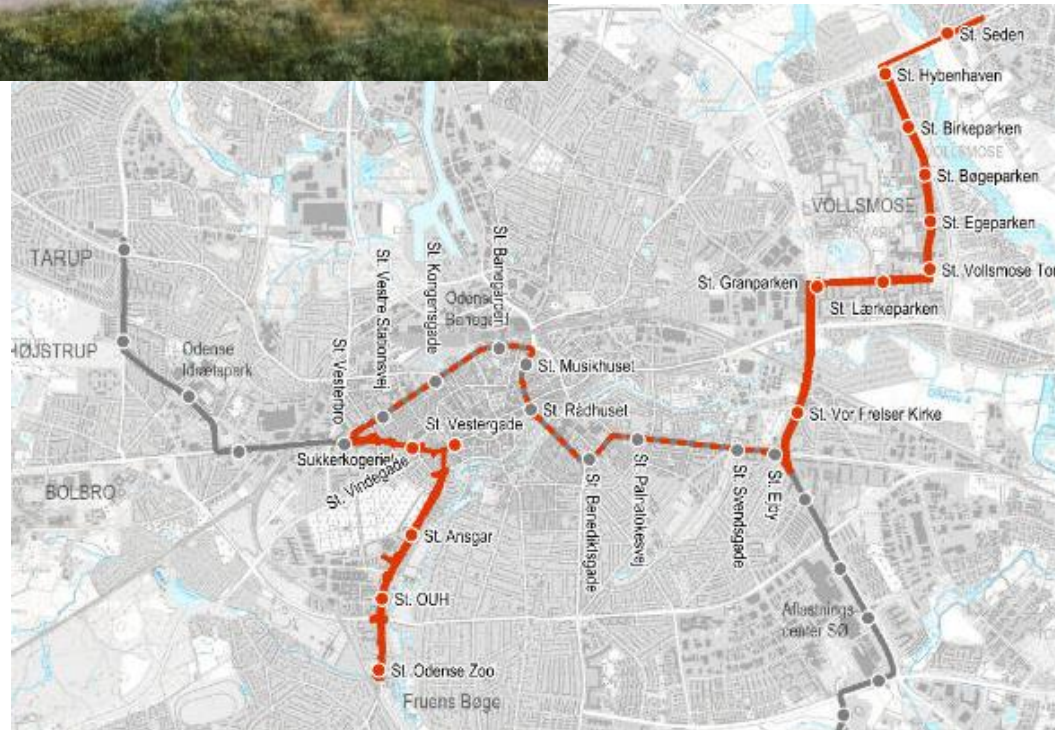 St. Seden
St. Hybenhaven
St. Birkeparken
VOLLSMOSE
St. Bøgeparken
VOLLSMOSE
St. Egeparken
St. Vollsmose Tor
St. Granparken
St. Lærkeparken
TARUP
HØJSTRUP
Odense
Idrætspark
St. Vesterbro
St. Vestre Stationsvej
St. Kongensgade
St. Banegården
Odense
Banegård
St. Musikhuset
St. Rådhuset
St. Vestergade
Sukkerkogeriet
St. Vindegade
St. Vor Frelser Kirke
BOLBRO
St. Benediktsgade
St. Palnatokesvej
St. Svendsgade
St. Ejby
St. Ansgar
St. OUH
Aflastnings
center SØ
St. Odense Zoo
Fruens Bøge